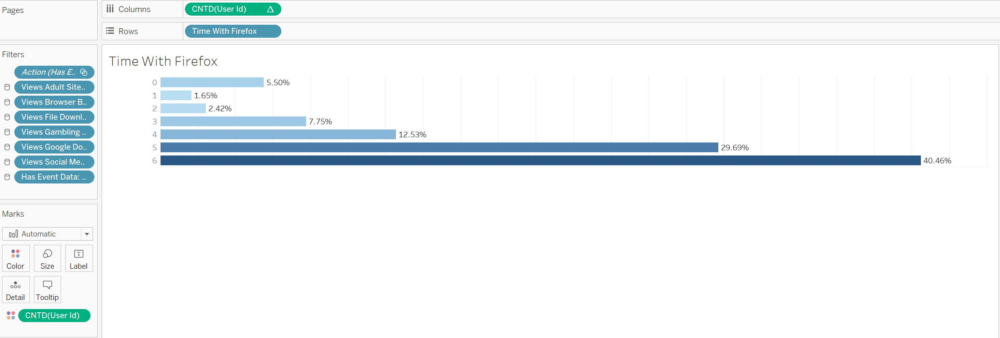 Pages
Columns
CNTD(User Id)
Rows
Time With Firefox
Filters
Action (Has E..
Views Adult Site..
Views Browser B..
Views File Downl..
Views Gambling ..
Views Google Do..
Views Social Me..
Has Event Data: ..
Marks
Automatic
Color
Size
Label
Detail
Tooltip
CNTD(User Id)
Time With Firefox
0 5.50%
1 1.65%
2 2.42%
3 7.75%
4 12.53%
5 29.69%
6 40.46%